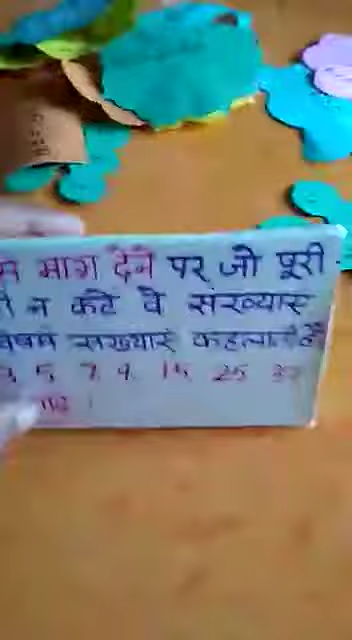 भाग देने पर जो पूरी
न कटे वे संख्याएं
विषम संख्याएं कहलाती हैं
5, 7, 9, 15, 25